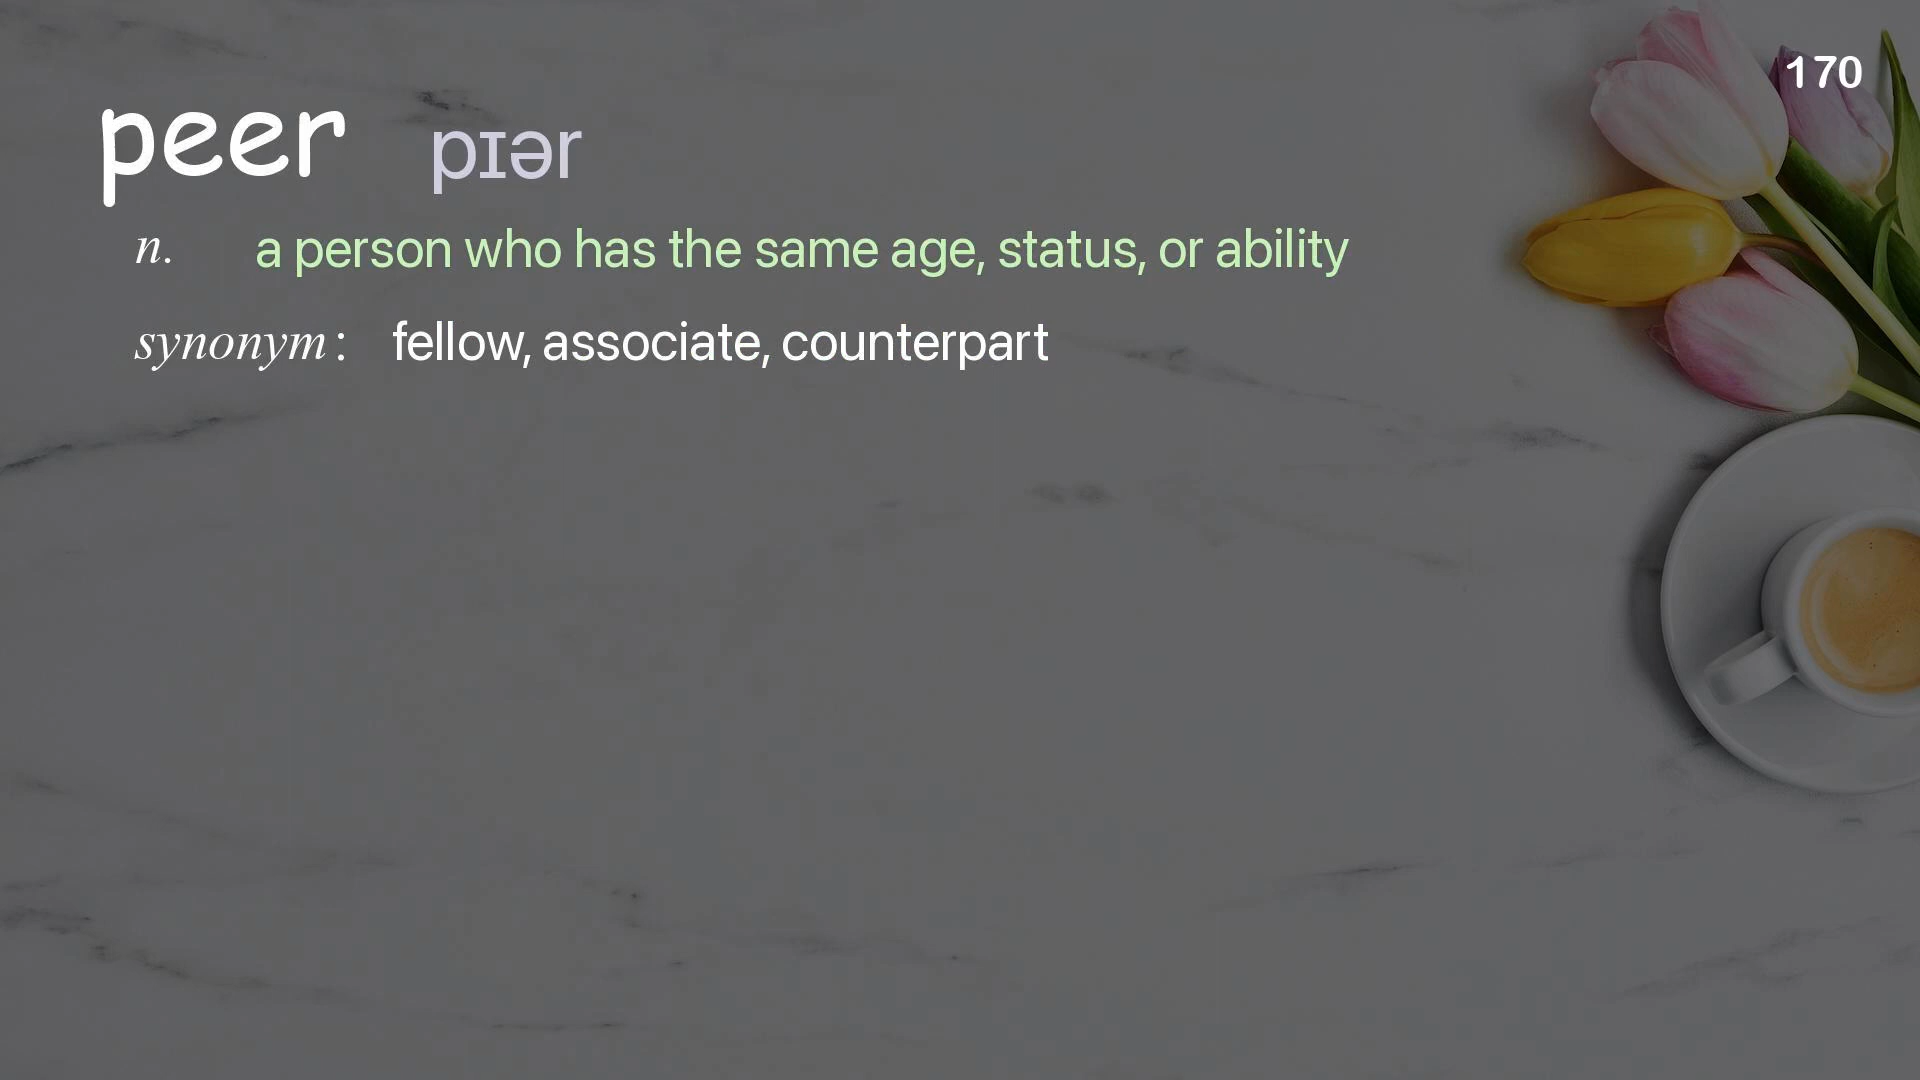 170
peer pɪər
n. a person who has the same age, status, or ability
synonym: fellow, associate, counterpart